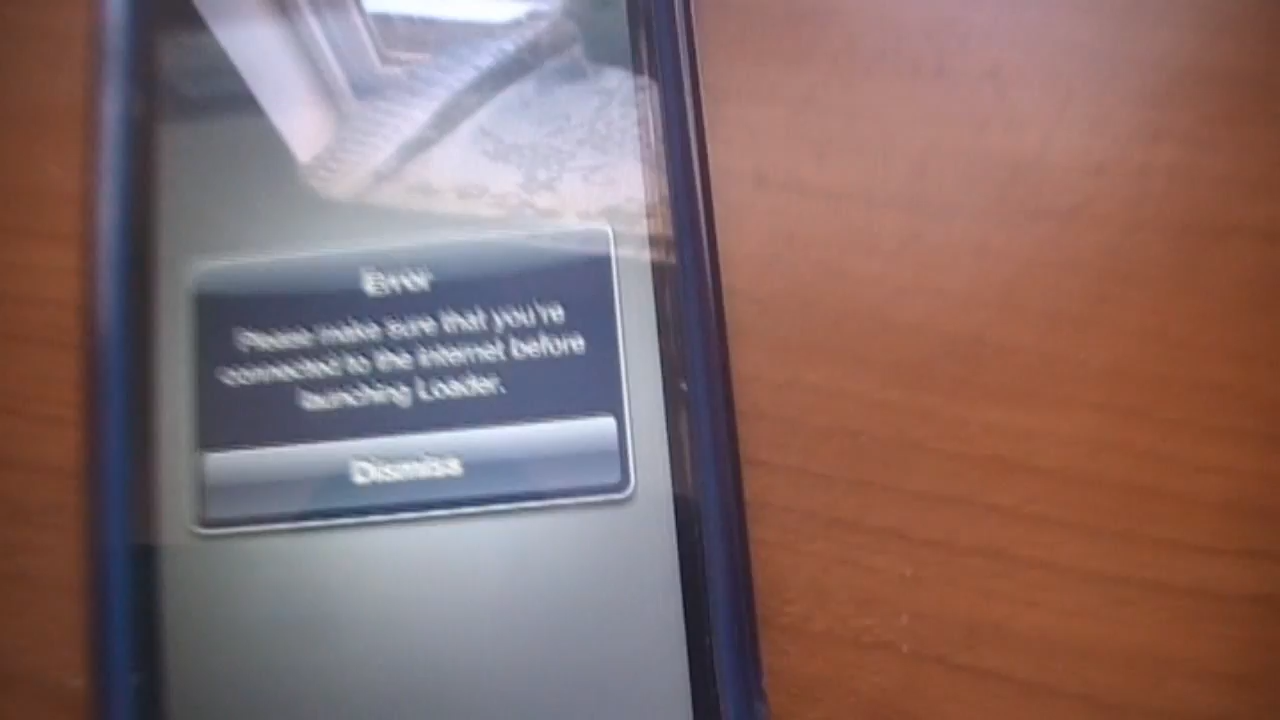 Error
Please make sure that you're
connected to the internet before
launching Loader.
Dismiss